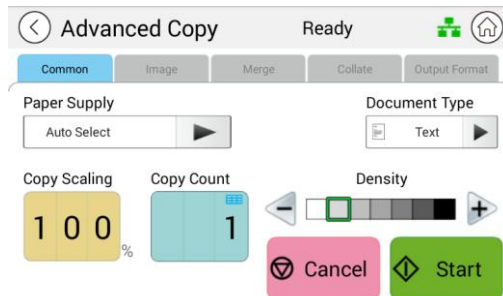 Advanced Copy Ready
Common Image Merge Collate Output Format
Paper Supply Document Type
Auto Select Text
Copy Scaling Copy Count Density
100 % 1
Cancel Start